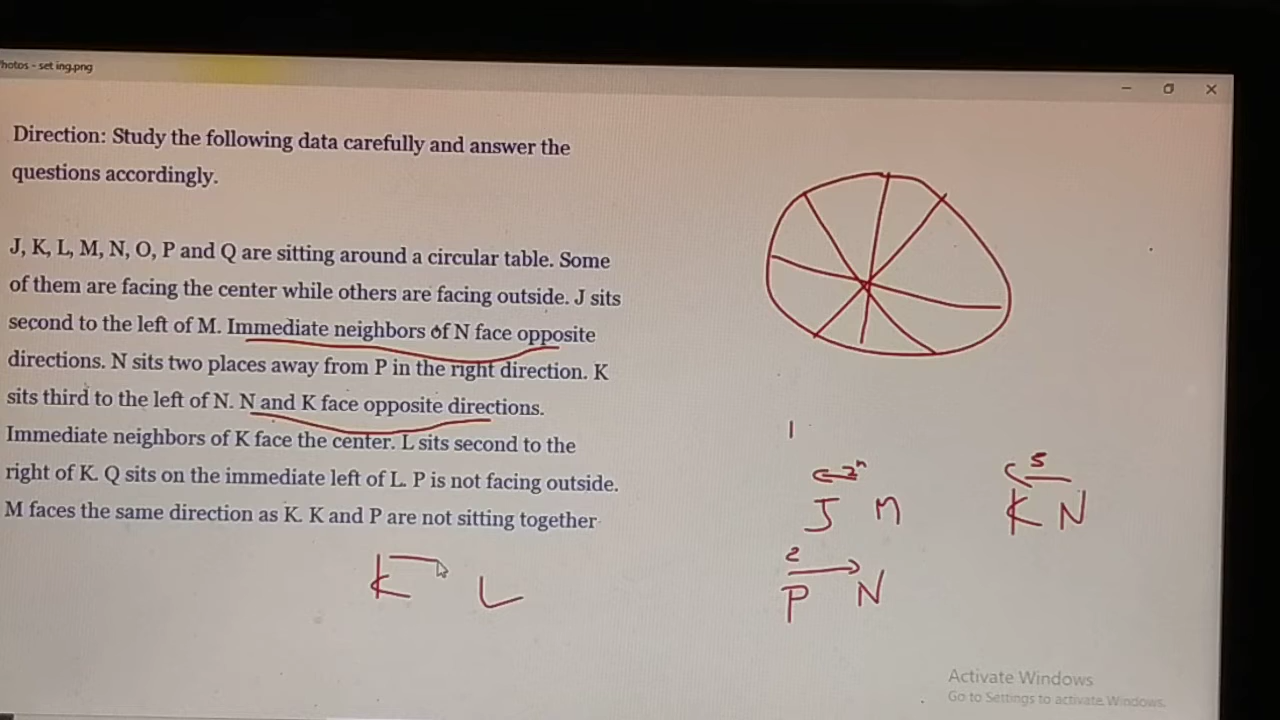 hotos - set ing.png
Direction: Study the following data carefully and answer the
questions accordingly.
J, K, L, M, N, O, P and Q are sitting around a circular table. Some
of them are facing the center while others are facing outside. J sits
second to the left of M. Immediate neighbors of N face opposite
directions. N sits two places away from P in the right direction. K
sits third to the left of N. N and K face opposite directions.
Immediate neighbors of K face the center. L sits second to the
right of K. Q sits on the immediate left of L. P is not facing outside.
M faces the same direction as K. K and P are not sitting together
J M
K N
2
P N
K L
Activate Windows
Go to Settings to activate Windows.